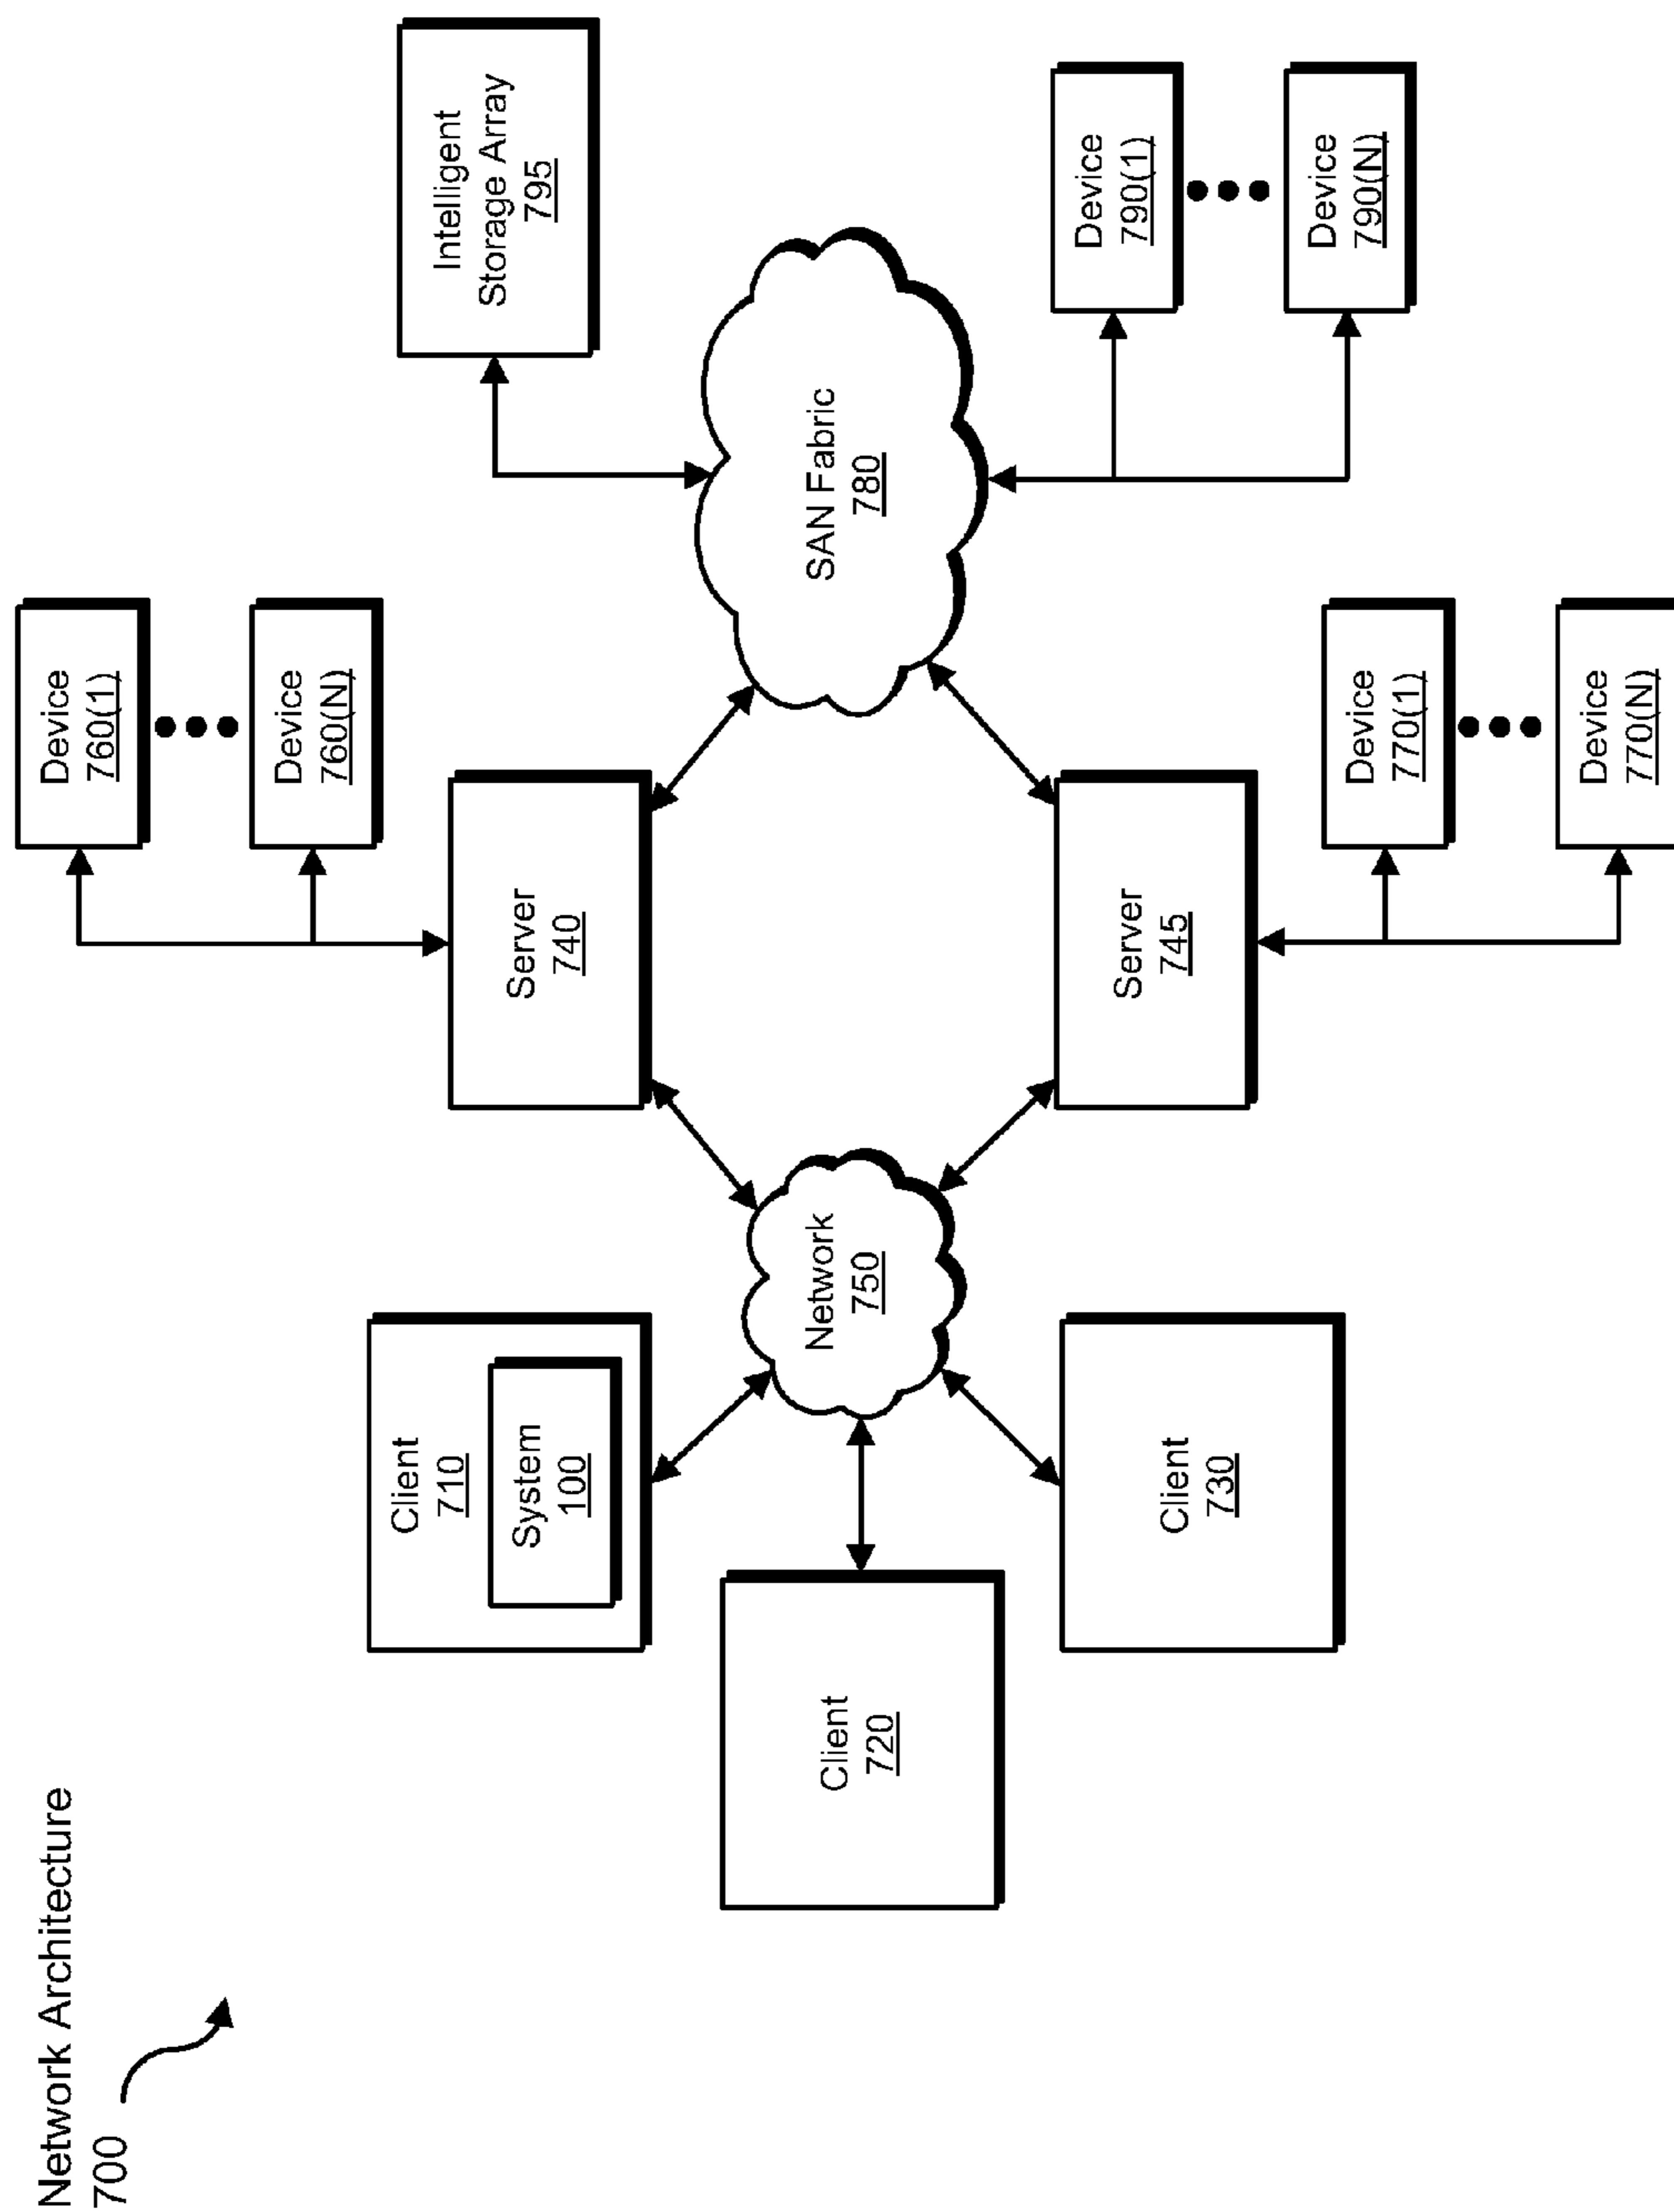 Network Architecture
700
Client
710
System
100
Client
720
Client
730
Network
750
Server
740
Server
745
Device
760(1)
Device
760(N)
Device
770(1)
Device
770(N)
SAN Fabric
780
Intelligent
Storage Array
795
Device
790(1)
Device
790(N)